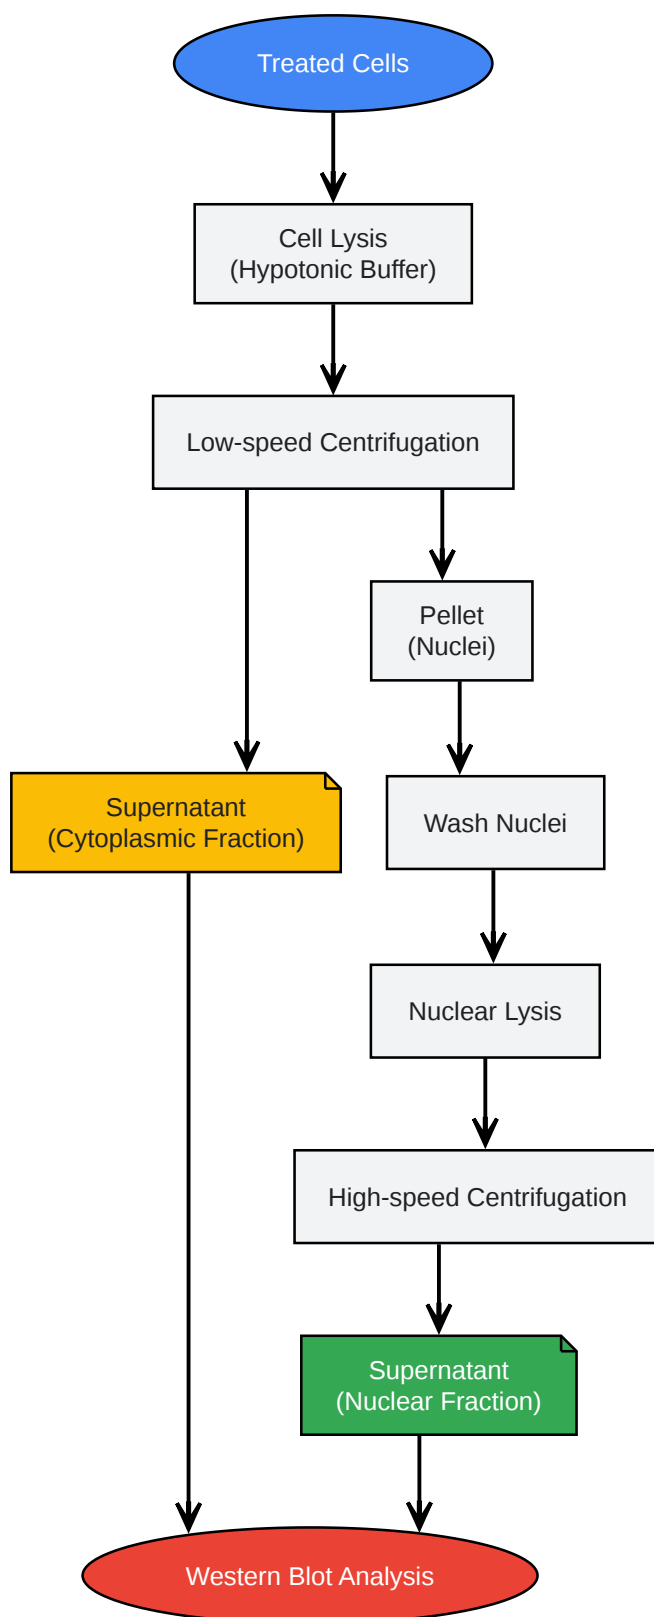 Treated Cells
Cell Lysis
(Hypotonic Buffer)
Low-speed Centrifugation
Pellet
(Nuclei)
Supernatant
(Cytoplasmic Fraction)
Wash Nuclei
Nuclear Lysis
High-speed Centrifugation
Supernatant
(Nuclear Fraction)
Western Blot Analysis